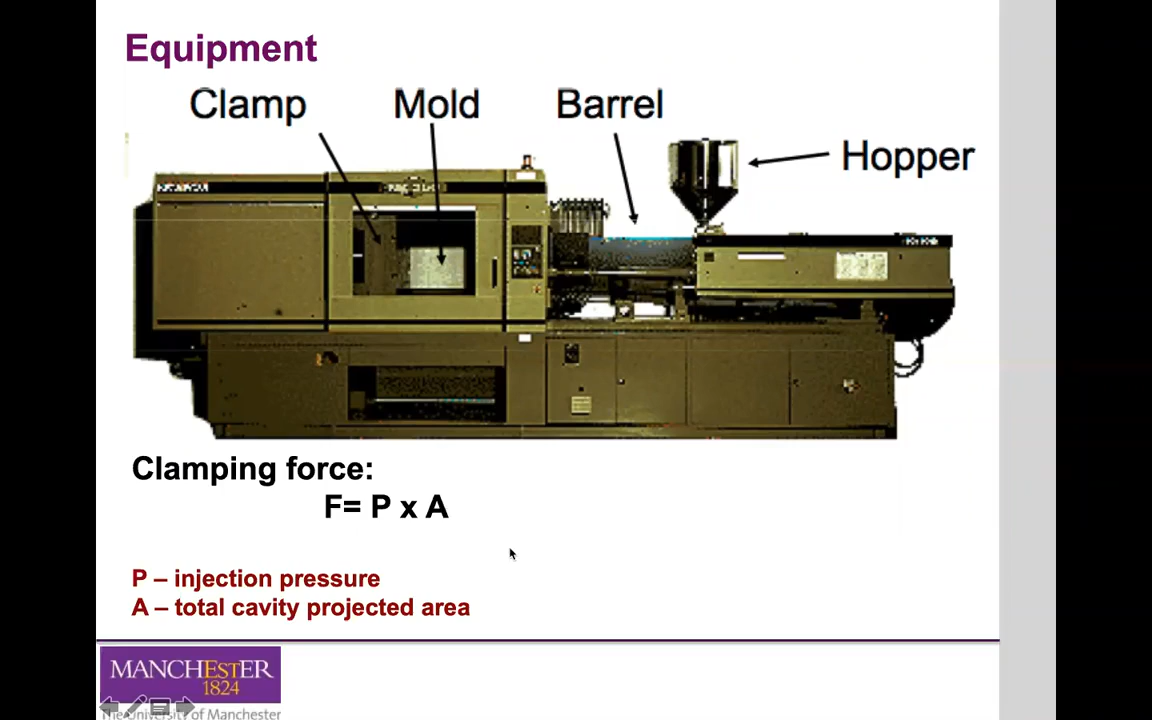 Equipment
Clamp
Mold
Barrel
Hopper
Clamping force:
F= P x A
P – injection pressure
A – total cavity projected area
MANCHESTER
1824
The University of Manchester